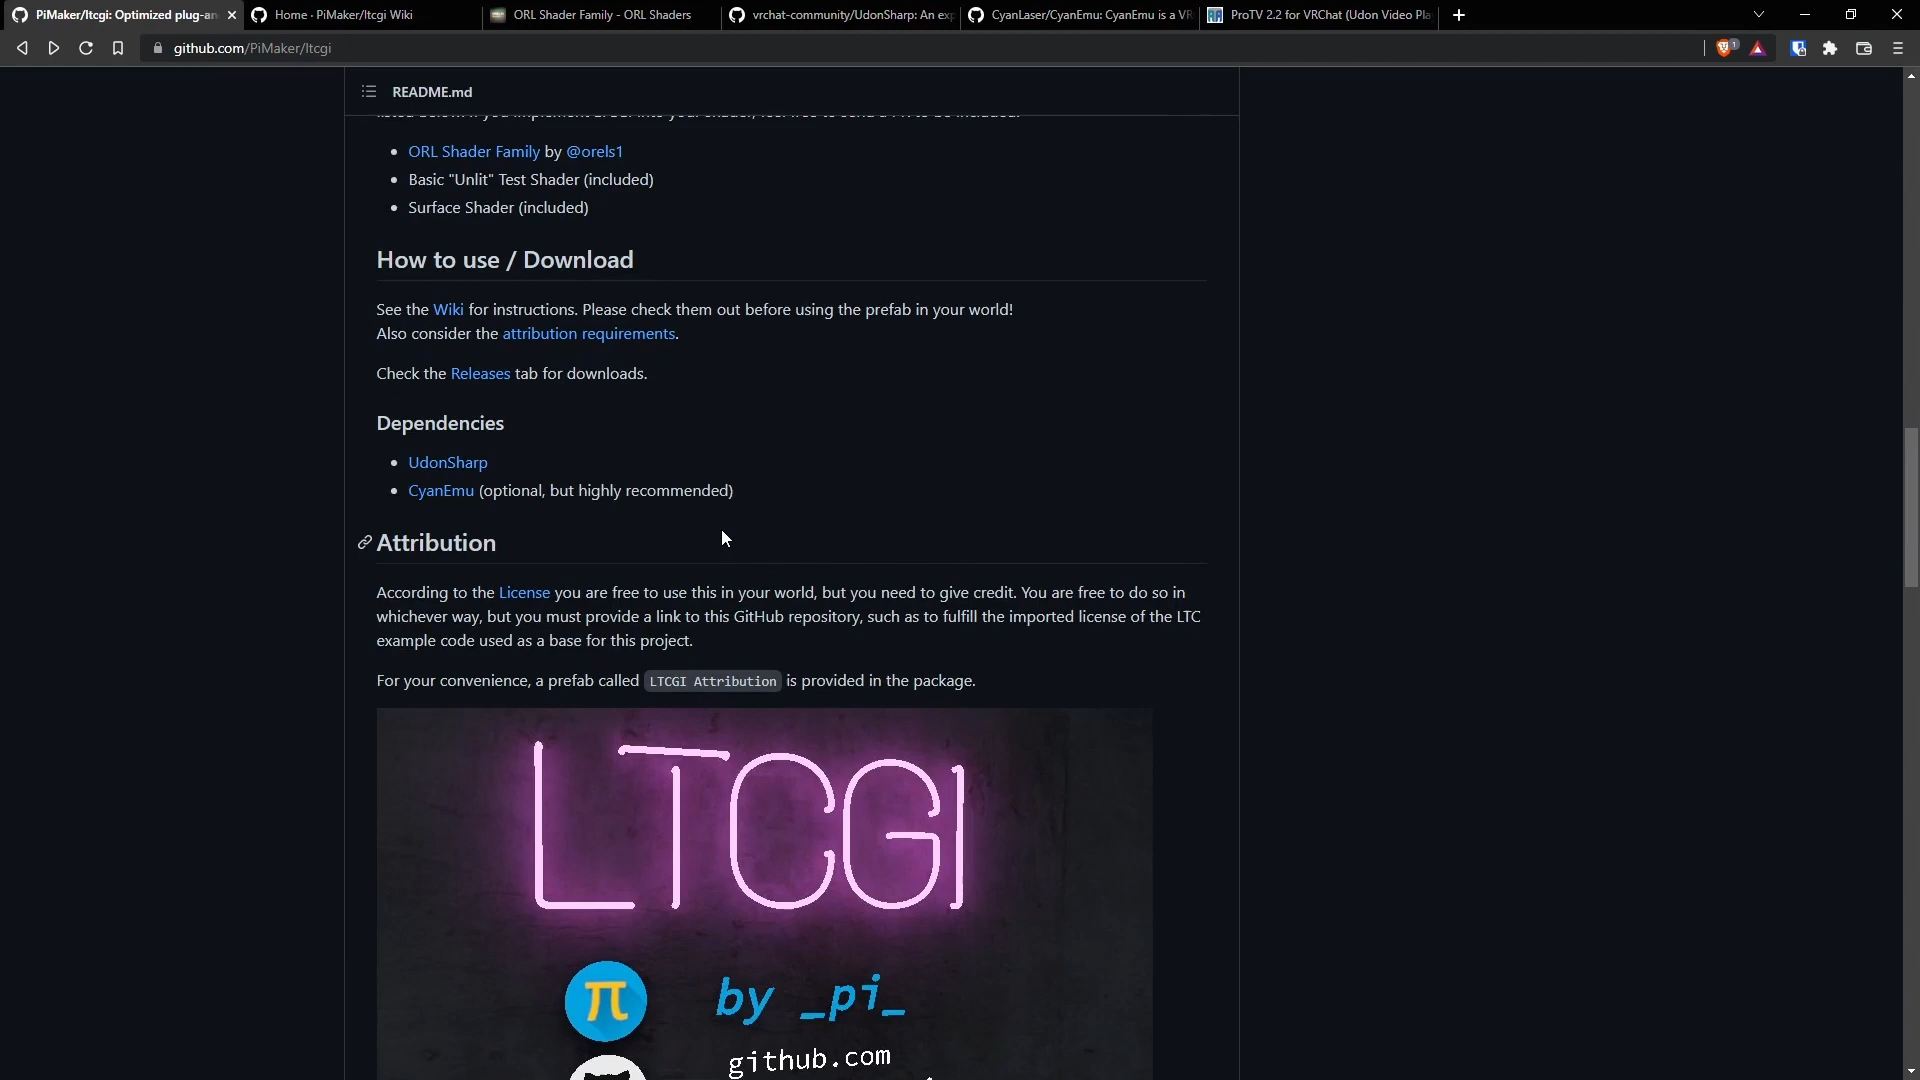 PiMaker/ltcgi: Optimized plug-an
Home · PiMaker/ltcgi Wiki
ORL Shader Family - ORL Shaders
vrchat-community/UdonSharp: An exp
CyanLaser/CyanEmu: CyanEmu is a VR
ProTV 2.2 for VRChat (Udon Video Pla
github.com/PiMaker/ltcgi
1
README.md
ORL Shader Family by @orels1
Basic "Unlit" Test Shader (included)
Surface Shader (included)
How to use / Download
See the Wiki for instructions. Please check them out before using the prefab in your world!
Also consider the attribution requirements.
Check the Releases tab for downloads.
Dependencies
UdonSharp
CyanEmu (optional, but highly recommended)
Attribution
According to the License you are free to use this in your world, but you need to give credit. You are free to do so in
whichever way, but you must provide a link to this GitHub repository, such as to fulfill the imported license of the LTC
example code used as a base for this project.
For your convenience, a prefab called LTCGI Attribution is provided in the package.
LTCGI
π by _pi_
github.com